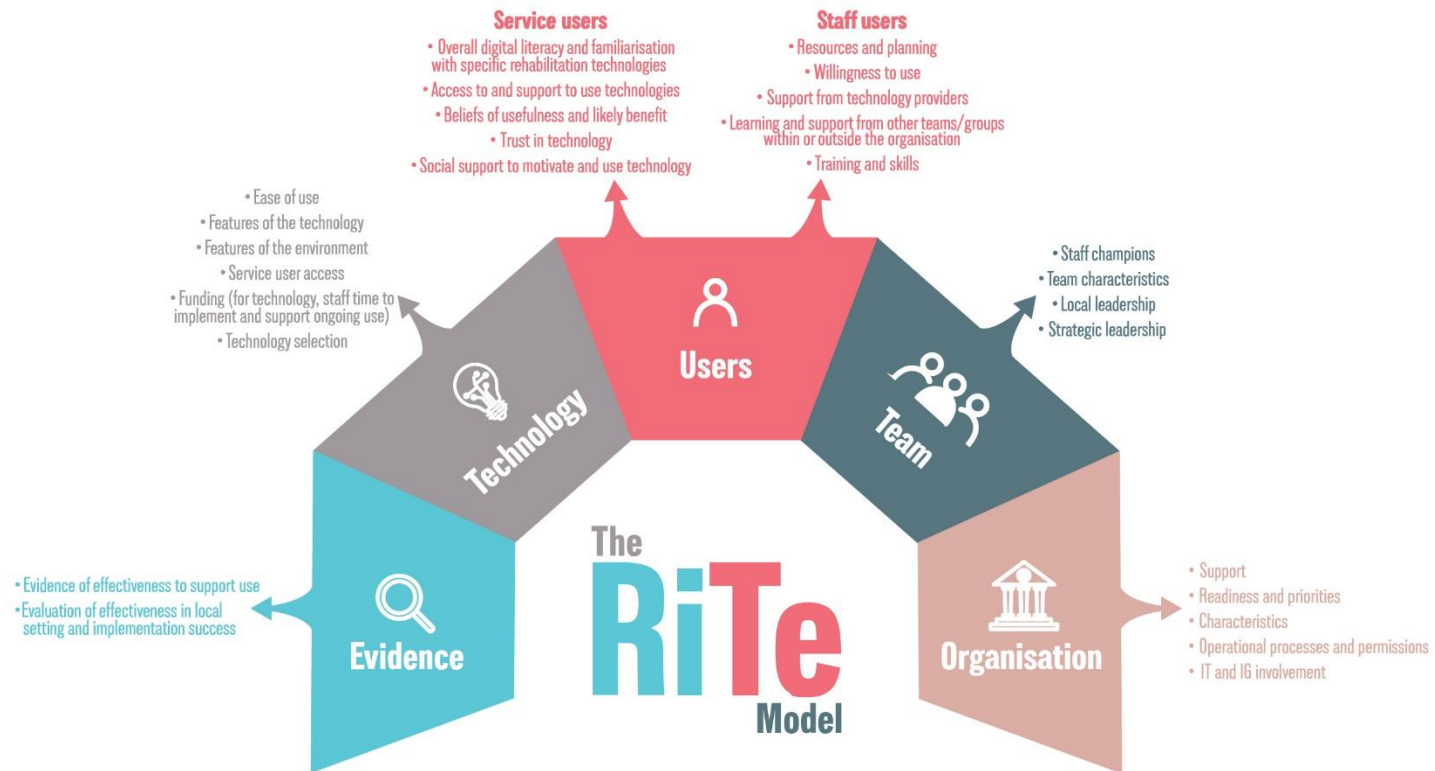 Service users
• Overall digital literacy and familiarisation
with specific rehabilitation technologies
• Access to and support to use technologies
• Beliefs of usefulness and likely benefit
• Trust in technology
• Social support to motivate and use technology
Staff users
• Resources and planning
• Willingness to use
• Support from technology providers
• Learning and support from other teams/groups
within or outside the organisation
• Training and skills
• Ease of use
• Features of the technology
• Features of the environment
• Service user access
• Funding (for technology, staff time to
implement and support ongoing use)
• Technology selection
• Staff champions
• Team characteristics
• Local leadership
• Strategic leadership
Users
Technology
Team
• Evidence of effectiveness to support use
• Evaluation of effectiveness in local
setting and implementation success
Evidence
The
RiTe
Model
Organisation
• Support
• Readiness and priorities
• Characteristics
• Operational processes and permissions
• IT and IG involvement